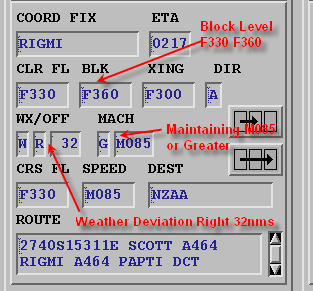 COORD FIX ETA
Block Level
F330 F360
RIGMI 0217
CLR FL BLK XING DIR
F330 F360 F300 A
WX/OFF MACH
Maintaining M085
or Greater
W R 32 G M085
CRS FL SPEED DEST
F330 M085 NZAA
ROUTE
Weather Deviation Right 32nms
2740S15311E SCOTT A464
RIGMI A464 PAPTI DCT